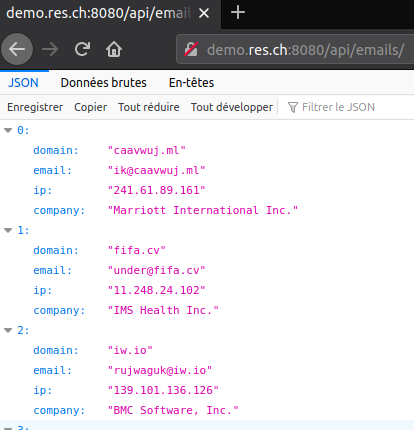 demo.res.ch:8080/api/emails
demo.res.ch:8080/api/emails/
JSON Données brutes En-têtes
Enregistrer Copier Tout réduire Tout développer Filtrer le JSON
0:
domain: "caavwuj.ml"
email: "ik@caavwuj.ml"
ip: "241.61.89.161"
company: "Marriott International Inc."
1:
domain: "fifa.cv"
email: "under@fifa.cv"
ip: "11.248.24.102"
company: "IMS Health Inc."
2:
domain: "iw.io"
email: "rujwaguk@iw.io"
ip: "139.101.136.126"
company: "BMC Software, Inc."
3: